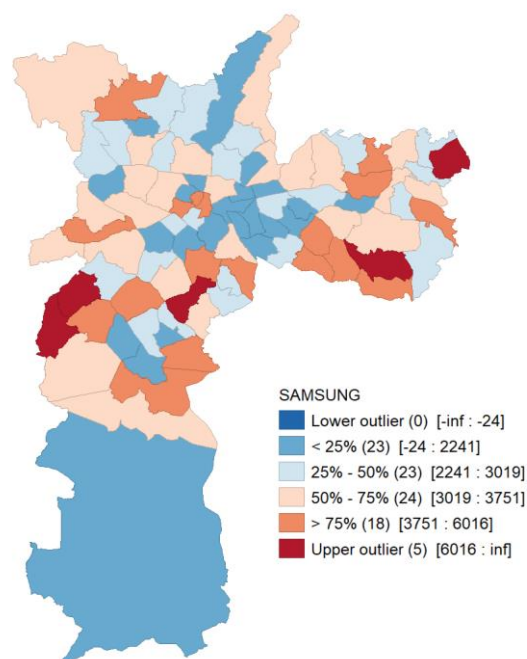 SAMSUNG
Lower outlier (0) [-inf : -24]
< 25% (23) [-24 : 2241]
25% - 50% (23) [2241 : 3019]
50% - 75% (24) [3019 : 3751]
> 75% (18) [3751 : 6016]
Upper outlier (5) [6016 : inf]